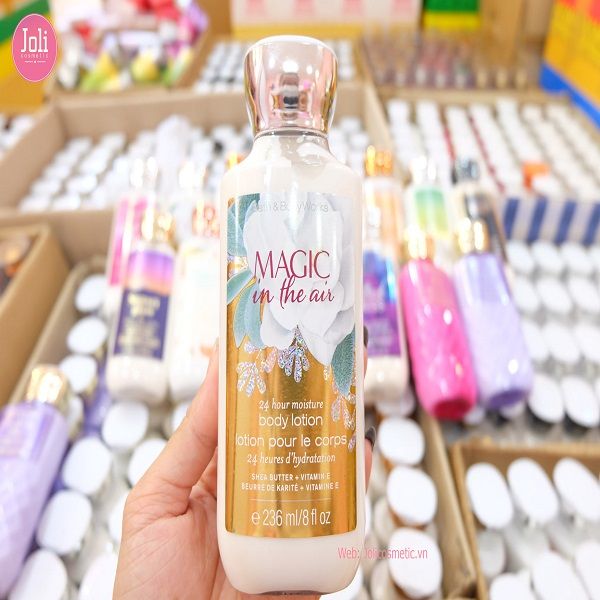 Joli
cosmetic
Bath & Body Works
MAGIC
in the air
24 hour moisture
body lotion
lotion pour le corps
24 heures d'hydratation
SHEA BUTTER + VITAMIN E
BEURRE DE KARITÉ + VITAMINE E
e 236 ml/8 fl oz
Web: Jolicosmetic.vn